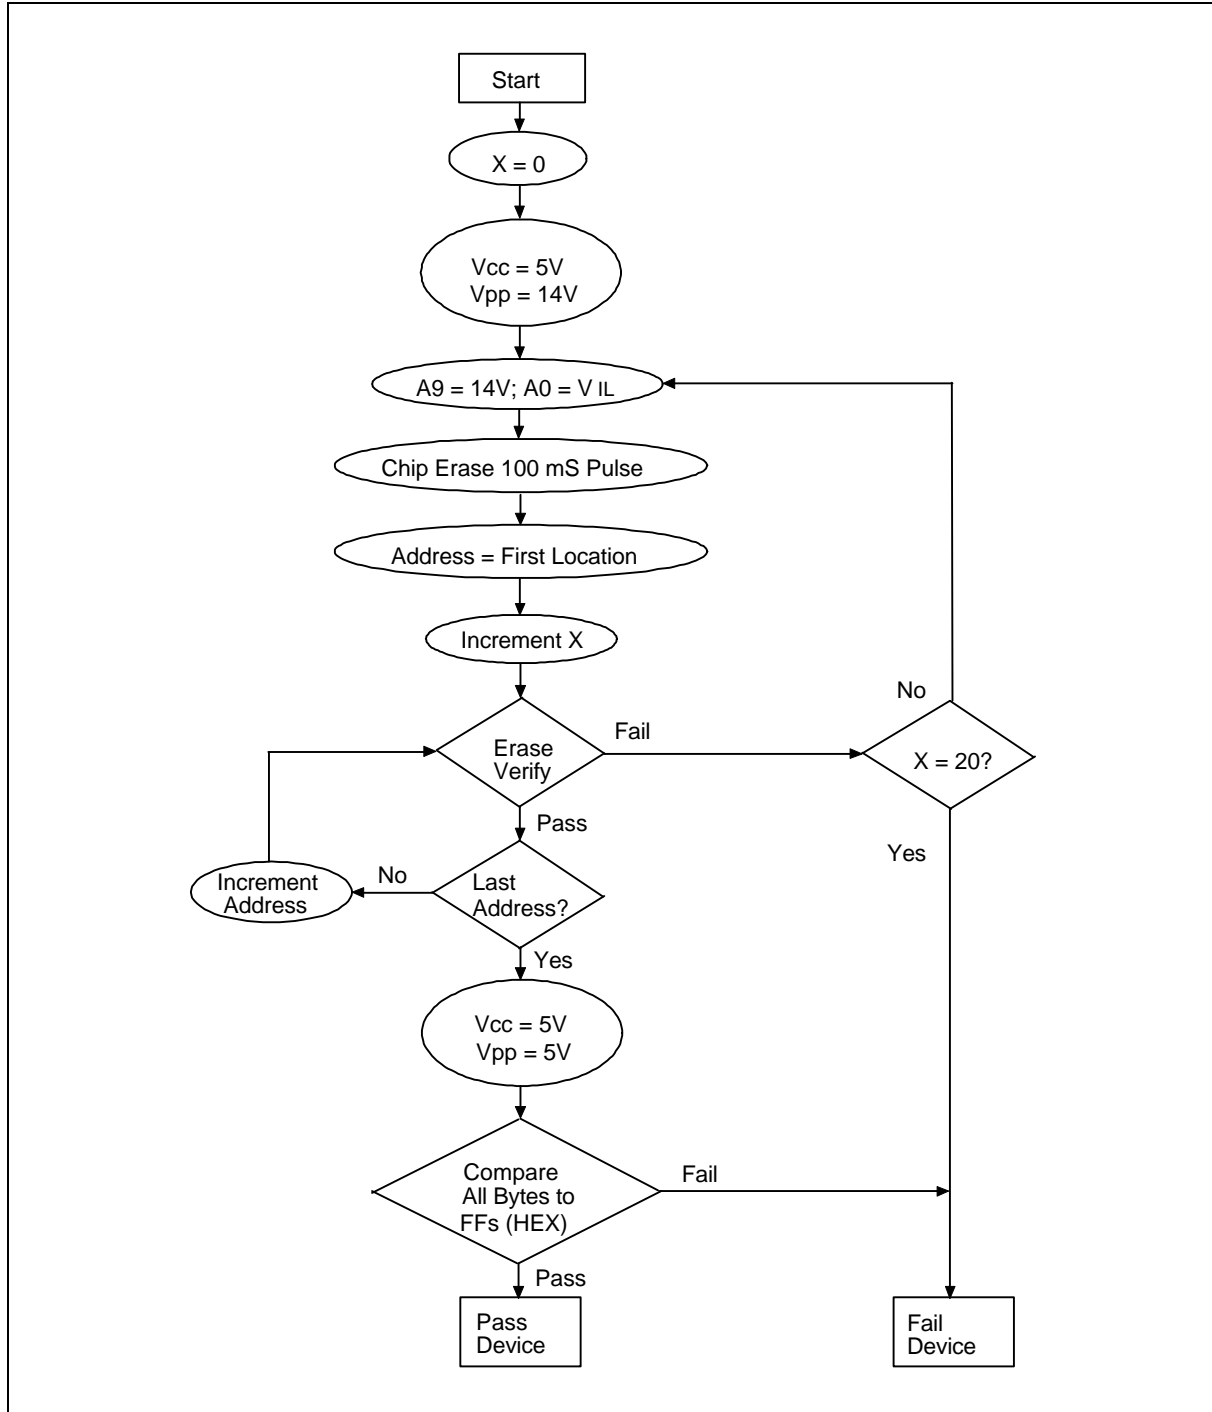 Start
X = 0
Vcc = 5V
Vpp = 14V
A9 = 14V; A0 = V IL
Chip Erase 100 mS Pulse
Address = First Location
Increment X
No
Fail
Erase
Verify
X = 20?
Pass
Yes
Increment
Address
No
Last
Address?
Yes
Vcc = 5V
Vpp = 5V
Compare
All Bytes to
FFs (HEX)
Fail
Pass
Pass
Device
Fail
Device